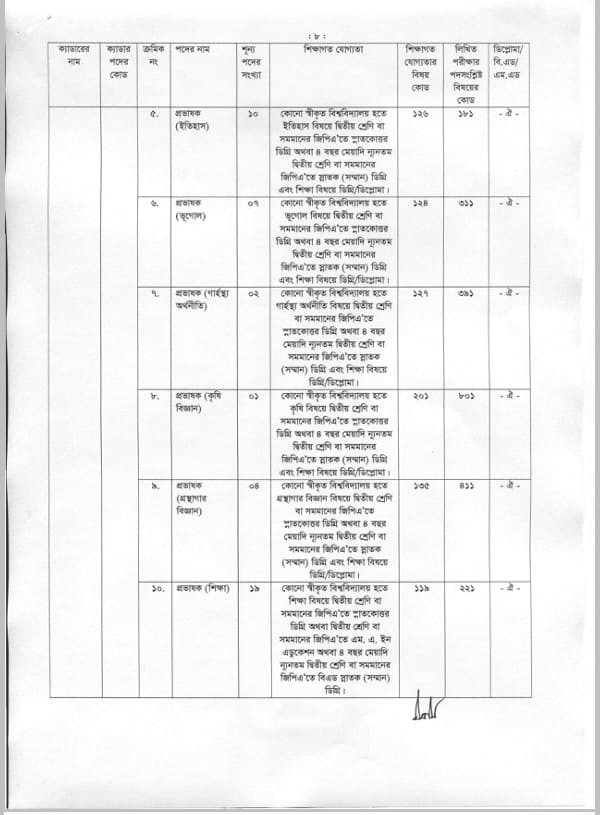 : ৮ :
ক্যাডারের নাম | ক্যাডার পদের কোড | ক্রমিক নং | পদের নাম | শূন্য পদের সংখ্যা | শিক্ষাগত যোগ্যতা | শিক্ষাগত যোগ্যতার বিষয় কোড | লিখিত পরীক্ষার পদসংশ্লিষ্ট বিষয়ের কোড | ডিপ্লোমা/ বি.এড/ এম.এড
৫. প্রভাষক ১০ কোনো স্বীকৃত বিশ্ববিদ্যালয় হতে ১২৬ ১৮১ - ঐ -
(ইতিহাস) ইতিহাস বিষয়ে দ্বিতীয় শ্রেণি বা
সমমানের জিপিএ'তে স্নাতকোত্তর
ডিগ্রি অথবা ৪ বছর মেয়াদি ন্যূনতম
দ্বিতীয় শ্রেণি বা সমমানের
জিপিএ'তে স্নাতক (সম্মান) ডিগ্রি
এবং শিক্ষা বিষয়ে ডিগ্রি/ডিপ্লোমা।
৬. প্রভাষক ০৭ কোনো স্বীকৃত বিশ্ববিদ্যালয় হতে ১২৪ ৩১১ - ঐ -
(ভূগোল) ভূগোল বিষয়ে দ্বিতীয় শ্রেণি বা
সমমানের জিপিএ'তে স্নাতকোত্তর
ডিগ্রি অথবা ৪ বছর মেয়াদি ন্যূনতম
দ্বিতীয় শ্রেণি বা সমমানের
জিপিএ'তে স্নাতক (সম্মান) ডিগ্রি
এবং শিক্ষা বিষয়ে ডিগ্রি/ডিপ্লোমা।
৭. প্রভাষক (গার্হস্থ্য ০২ কোনো স্বীকৃত বিশ্ববিদ্যালয় হতে ১২৭ ৩৯১ - ঐ -
অর্থনীতি) গার্হস্থ্য অর্থনীতি বিষয়ে দ্বিতীয় শ্রেণি
বা সমমানের জিপিএ'তে
স্নাতকোত্তর ডিগ্রি অথবা ৪ বছর
মেয়াদি ন্যূনতম দ্বিতীয় শ্রেণি বা
সমমানের জিপিএ'তে স্নাতক
(সম্মান) ডিগ্রি এবং শিক্ষা বিষয়ে
ডিগ্রি/ডিপ্লোমা।
৮. প্রভাষক (কৃষি ০১ কোনো স্বীকৃত বিশ্ববিদ্যালয় হতে ২০১ ৮০১ - ঐ -
বিজ্ঞান) কৃষি বিষয়ে দ্বিতীয় শ্রেণি বা
সমমানের জিপিএ'তে স্নাতকোত্তর
ডিগ্রি অথবা ৪ বছর মেয়াদি ন্যূনতম
দ্বিতীয় শ্রেণি বা সমমানের
জিপিএ'তে স্নাতক (সম্মান) ডিগ্রি
এবং শিক্ষা বিষয়ে ডিগ্রি/ডিপ্লোমা।
৯. প্রভাষক ০৪ কোনো স্বীকৃত বিশ্ববিদ্যালয় হতে ১৩৫ ৪১১ - ঐ -
(গ্রন্থাগার গ্রন্থাগার বিজ্ঞান বিষয়ে দ্বিতীয় শ্রেণি
বিজ্ঞান) বা সমমানের জিপিএ'তে
স্নাতকোত্তর ডিগ্রি অথবা ৪ বছর
মেয়াদি ন্যূনতম দ্বিতীয় শ্রেণি বা
সমমানের জিপিএ'তে স্নাতক
(সম্মান) ডিগ্রি এবং শিক্ষা বিষয়ে
ডিগ্রি/ডিপ্লোমা।
১০. প্রভাষক (শিক্ষা) ১৯ কোনো স্বীকৃত বিশ্ববিদ্যালয় হতে ১১৯ ২২১ - ঐ -
শিক্ষা বিষয়ে দ্বিতীয় শ্রেণি বা
সমমানের জিপিএ'তে স্নাতকোত্তর
ডিগ্রি অথবা দ্বিতীয় শ্রেণি বা
সমমানের জিপিএ'তে এম. এ. ইন
এডুকেশন অথবা ৪ বছর মেয়াদি
ন্যূনতম দ্বিতীয় শ্রেণি বা সমমানের
জিপিএ'তে বিএড স্নাতক (সম্মান)
ডিগ্রি।